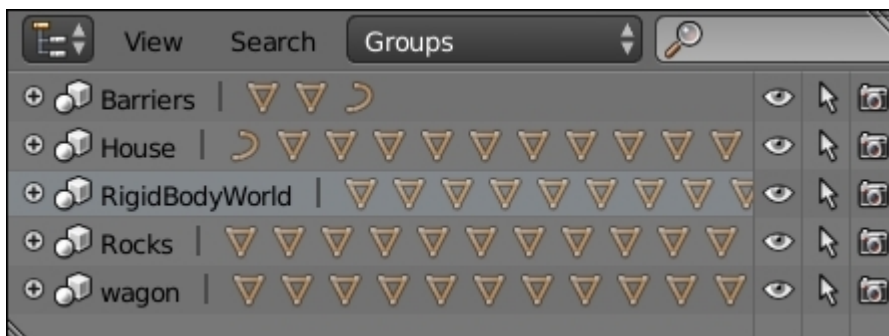 View Search Groups
Barriers
House
RigidBodyWorld
Rocks
wagon